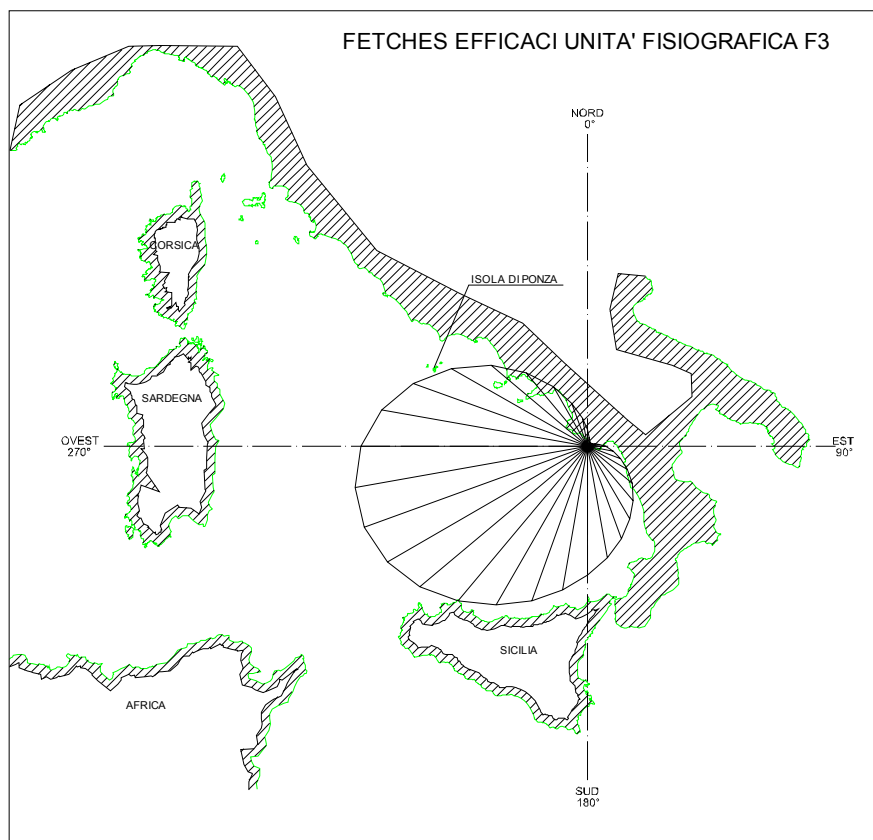 FETCHES EFFICACI UNITA' FISIOGRAFICA F3
NORD
0°
CORSICA
ISOLA DI PONZA
SARDEGNA
OVEST
270°
EST
90°
SICILIA
AFRICA
SUD
180°